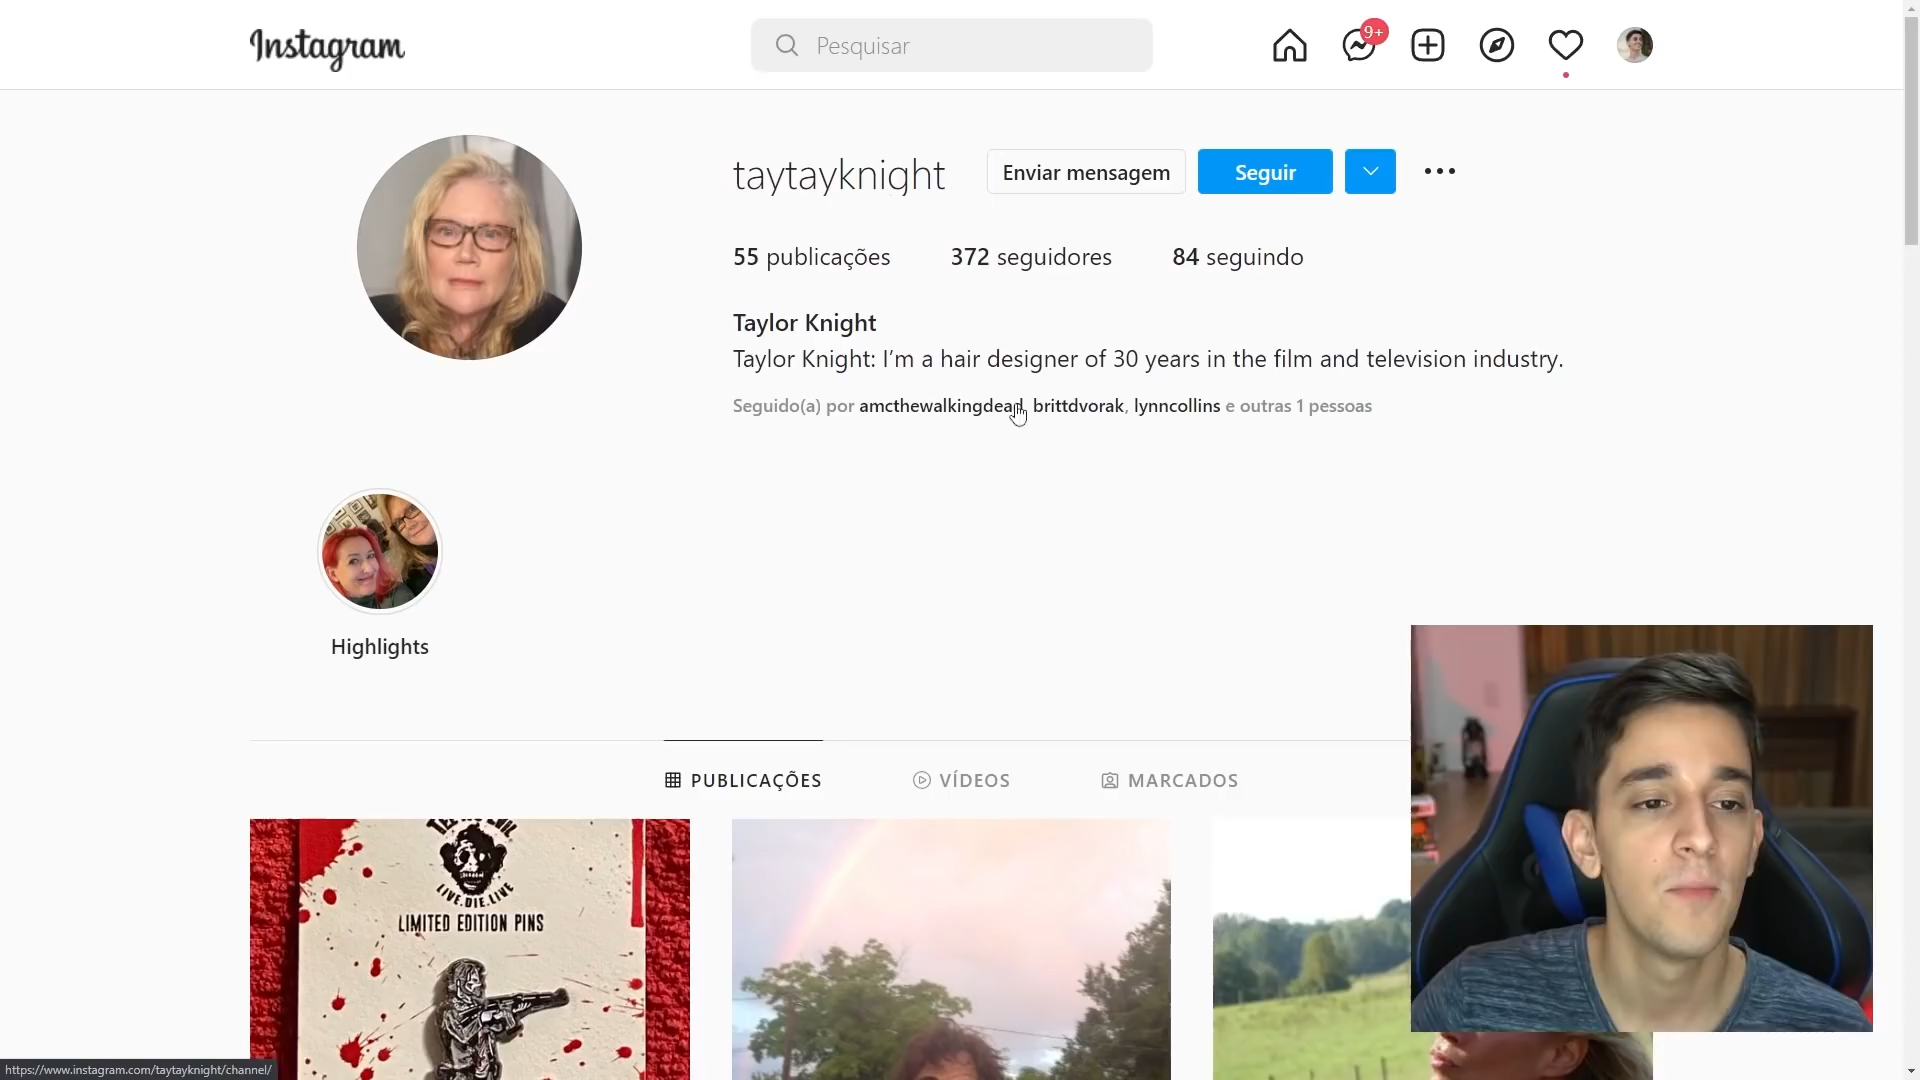 Instagram
Pesquisar
9+
taytayknight
Enviar mensagem
Seguir
55 publicações
372 seguidores
84 seguindo
Taylor Knight
Taylor Knight: I'm a hair designer of 30 years in the film and television industry.
Seguido(a) por amcthewalkingdead, brittdvorak, lynncollins e outras 1 pessoas
Highlights
PUBLICAÇÕES
VÍDEOS
MARCADOS
LIVE.DIE.LIVE
LIMITED EDITION PINS
https://www.instagram.com/taytayknight/channel/